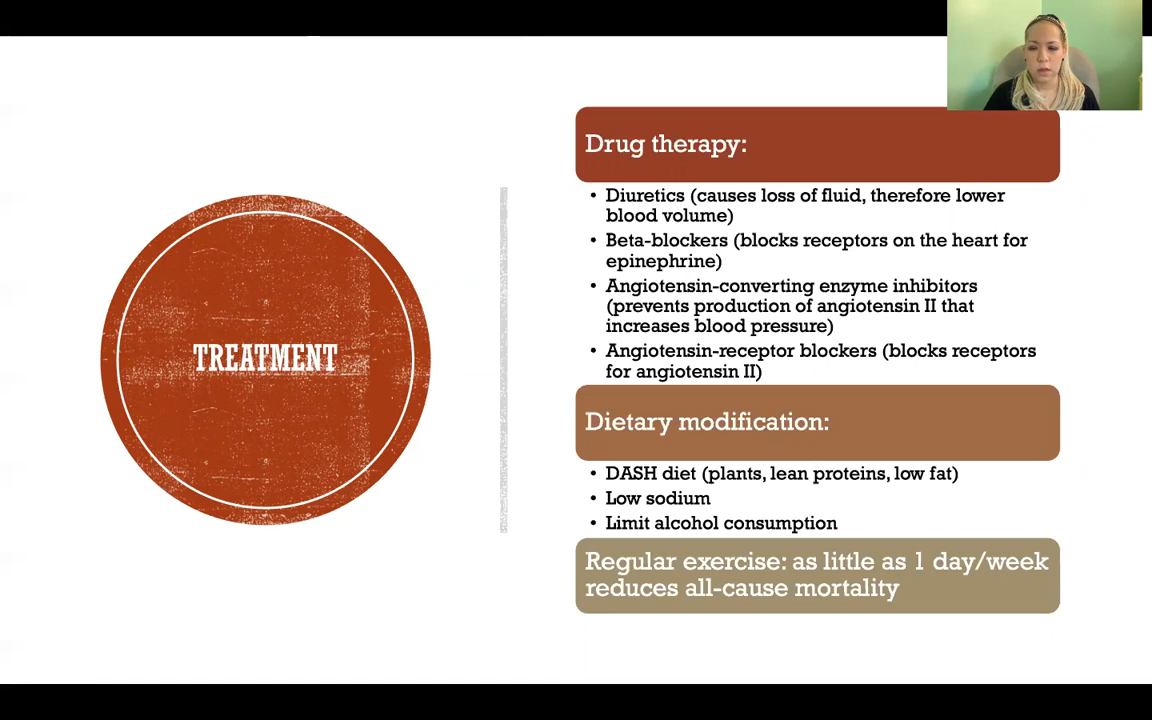 TREATMENT
Drug therapy:
• Diuretics (causes loss of fluid, therefore lower
blood volume)
• Beta-blockers (blocks receptors on the heart for
epinephrine)
• Angiotensin-converting enzyme inhibitors
(prevents production of angiotensin II that
increases blood pressure)
• Angiotensin-receptor blockers (blocks receptors
for angiotensin II)
Dietary modification:
• DASH diet (plants, lean proteins, low fat)
• Low sodium
• Limit alcohol consumption
Regular exercise: as little as 1 day/week
reduces all-cause mortality